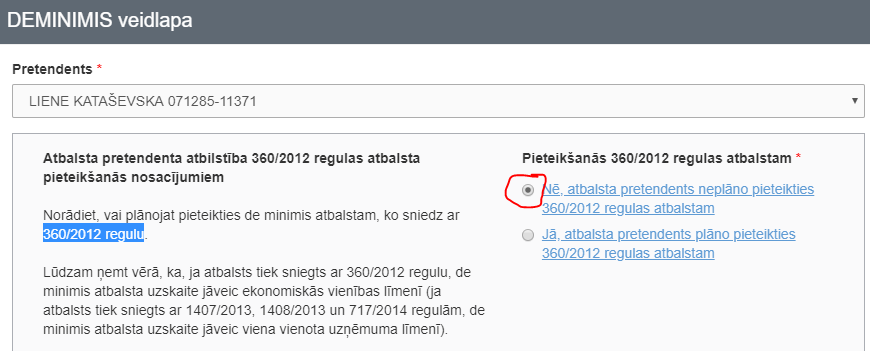 DEMINIMIS veidlapa
Pretendents *
LIENE KATAŠEVSKA 071285-11371
Atbalsta pretendenta atbilstība 360/2012 regulas atbalsta
pieteikšanās nosacījumiem
Norādiet, vai plānojat pieteikties de minimis atbalstam, ko sniedz ar
360/2012 regulu.
Lūdzam ņemt vērā, ka, ja atbalsts tiek sniegts ar 360/2012 regulu, de
minimis atbalsta uzskaite jāveic ekonomiskās vienības līmenī (ja
atbalsts tiek sniegts ar 1407/2013, 1408/2013 un 717/2014 regulām, de
minimis atbalsta uzskaite jāveic viena vienota uzņēmuma līmenī).
Pieteikšanās 360/2012 regulas atbalstam *
Nē, atbalsta pretendents neplāno pieteikties
360/2012 regulas atbalstam
Jā, atbalsta pretendents plāno pieteikties
360/2012 regulas atbalstam